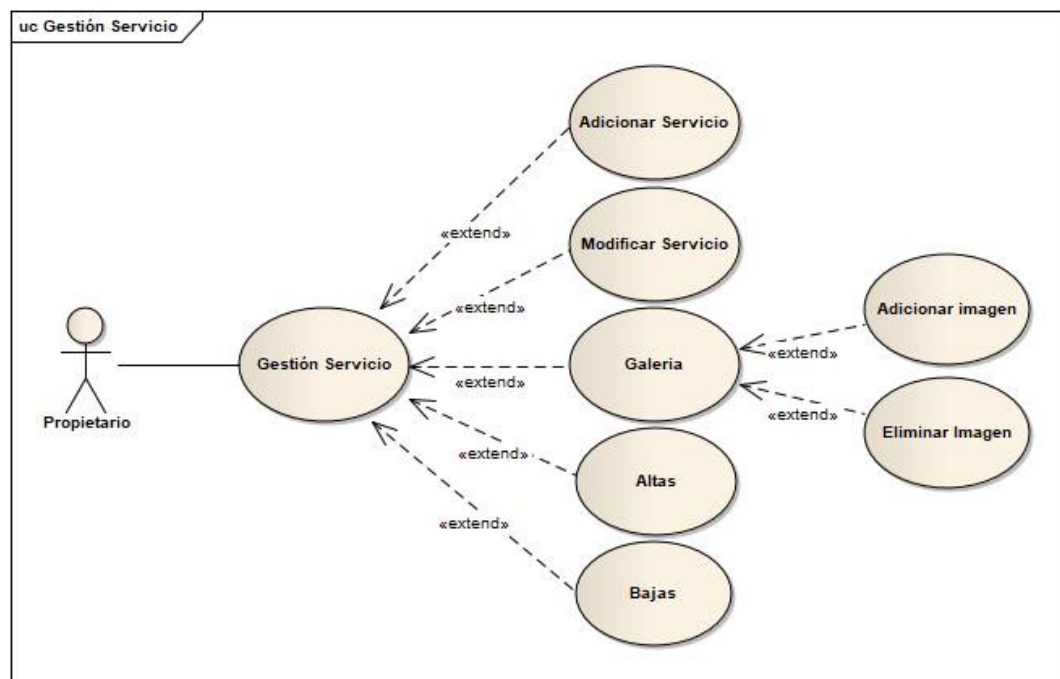 uc Gestión Servicio
Adicionar Servicio
«extend»
Modificar Servicio
«extend»
Adicionar imagen
«extend»
Gestión Servicio
Galeria
«extend»
Propietario
Eliminar Imagen
«extend»
Altas
«extend»
Bajas
«extend»